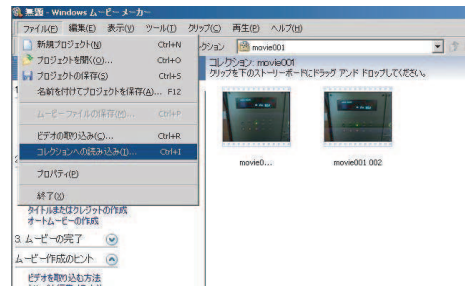 無題 - Windows ムービー メーカー
ファイル(F) 編集(E) 表示(V) ツール(T) クリップ(C) 再生(P) ヘルプ(H)
新規プロジェクト(N) Ctrl+N
プロジェクトを開く(O)... Ctrl+O
プロジェクトの保存(S) Ctrl+S
名前を付けてプロジェクトを保存(A)... F12
ムービー ファイルの保存(M)... Ctrl+P
ビデオの取り込み(C)... Ctrl+R
コレクションへの読み込み(I)... Ctrl+I
プロパティ(P)
終了(X)
クション movie001
コレクション: movie001
クリップを下のストーリーボードにドラッグ アンド ドロップしてください。
movie0... movie001 002
タイトルまたはクレジットの作成
オートムービーの作成
3. ムービーの完了
ムービー作成のヒント
ビデオを取り込む方法